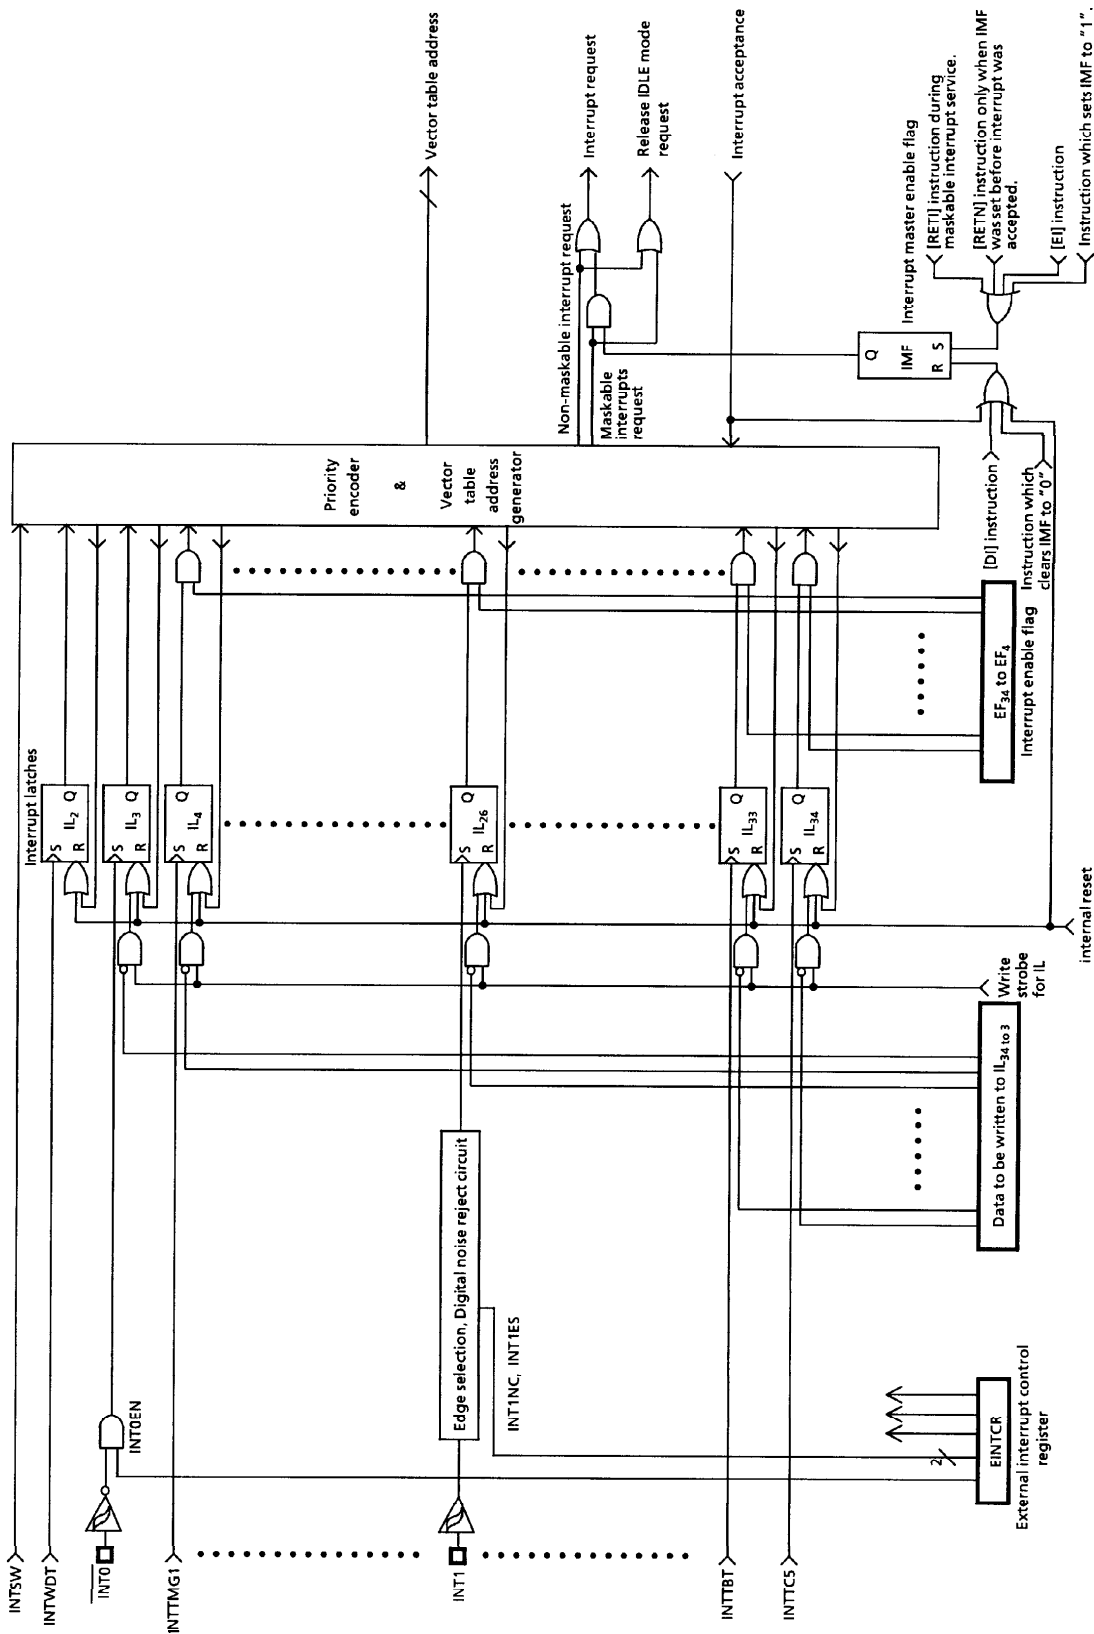 INTSW
INTWDT
INT0
INTTMG1
INT1
INTTBT
INTTC5
INT0EN
Edge selection, Digital noise reject circuit
INT1NC, INT1ES
2
EINTCR
External interrupt control
register
Data to be written to IL34 to 3
Write
strobe
for IL
internal reset
Interrupt latches
S IL2 Q
R
S IL3 Q
R
S IL4 Q
R
S IL26 Q
R
S IL33 Q
R
S IL34 Q
R
EF34 to EF4
Interrupt enable flag
Priority
encoder
&
Vector
table
address
generator
Vector table address
Non-maskable interrupt request
Maskable
interrupts
request
Interrupt request
Release IDLE mode
request
Interrupt acceptance
Interrupt master enable flag
Q
IMF
R S
[RETI] instruction during
maskable interrupt service.
[RETN] instruction only when IMF
was set before interrupt was
accepted.
[EI] instruction
Instruction which sets IMF to "1".
[DI] instruction
Instruction which
clears IMF to "0"